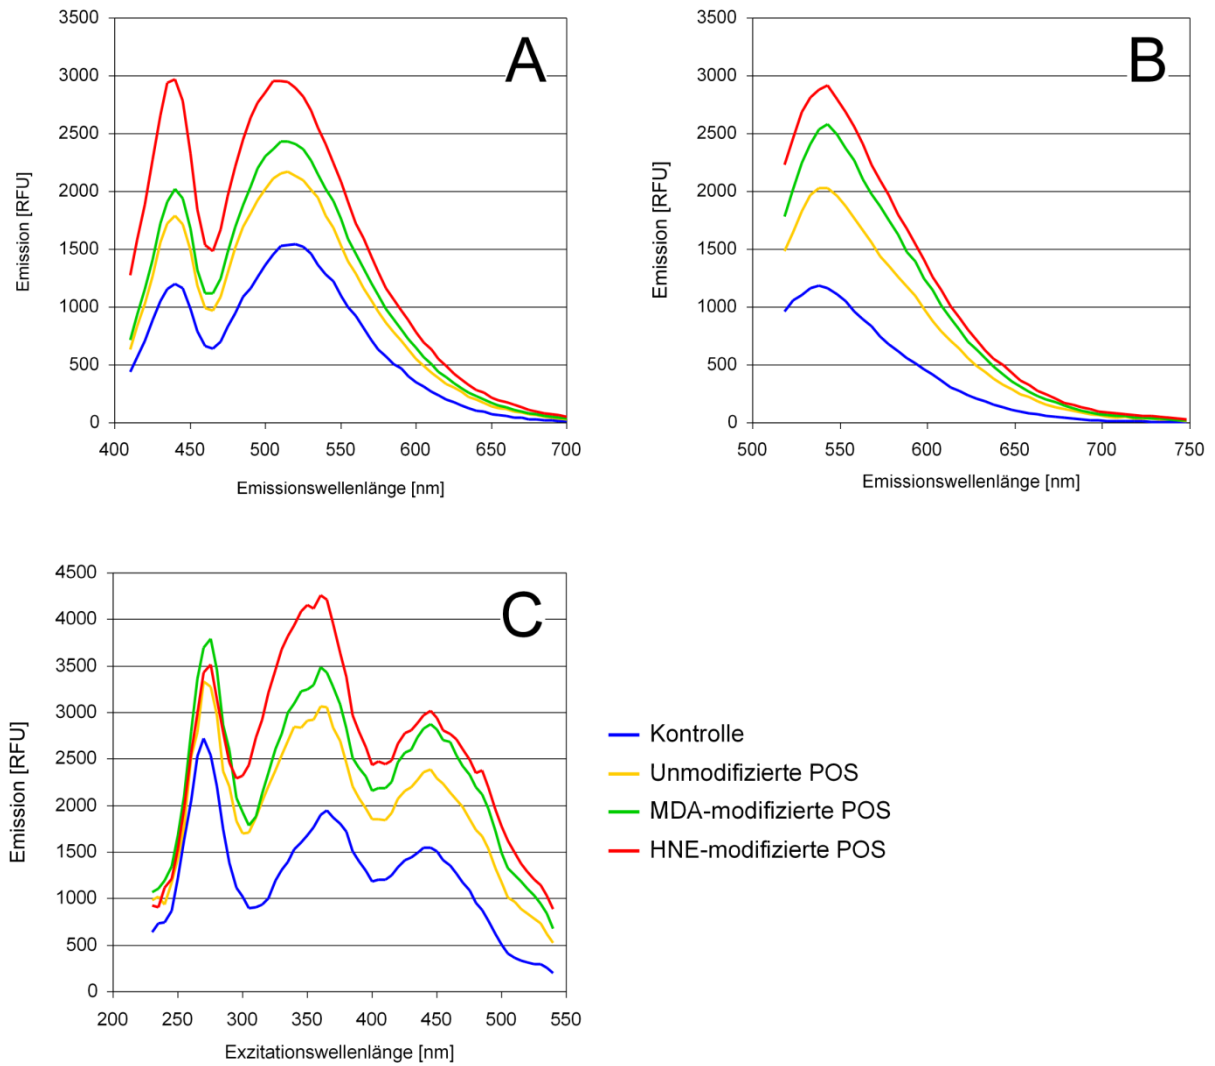 A
3500
3000
2500
2000
1500
1000
500
0
Emission [RFU]
400 450 500 550 600 650 700
Emissionswellenlänge [nm]
B
3500
3000
2500
2000
1500
1000
500
0
Emission [RFU]
500 550 600 650 700 750
Emissionswellenlänge [nm]
C
4500
4000
3500
3000
2500
2000
1500
1000
500
0
Emission [RFU]
200 250 300 350 400 450 500 550
Exzitationswellenlänge [nm]
Kontrolle
Unmodifizierte POS
MDA-modifizierte POS
HNE-modifizierte POS